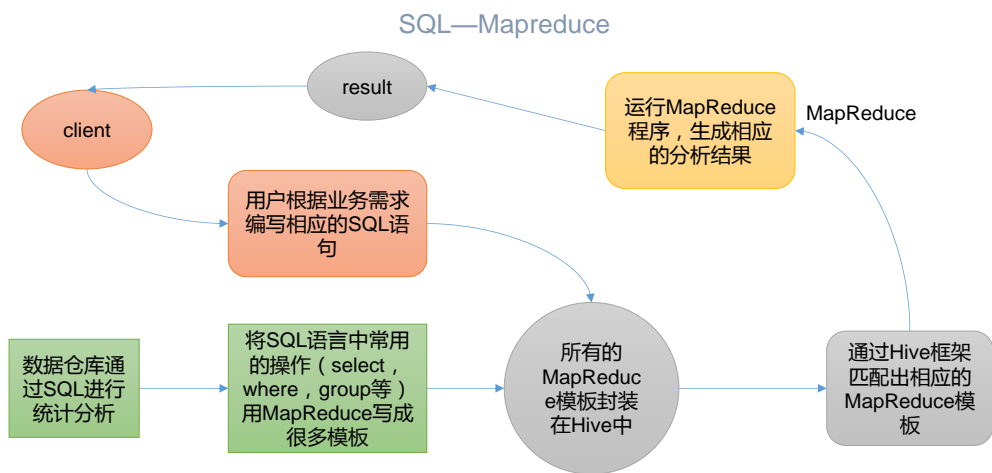 SQL—Mapreduce
result
client
运行MapReduce
程序，生成相应
的分析结果
MapReduce
用户根据业务需求
编写相应的SQL语
句
数据仓库通
过SQL进行
统计分析
将SQL语言中常用
的操作（select，
where，group等）
用MapReduce写成
很多模板
所有的
MapReduc
e模板封装
在Hive中
通过Hive框架
匹配出相应的
MapReduce模
板